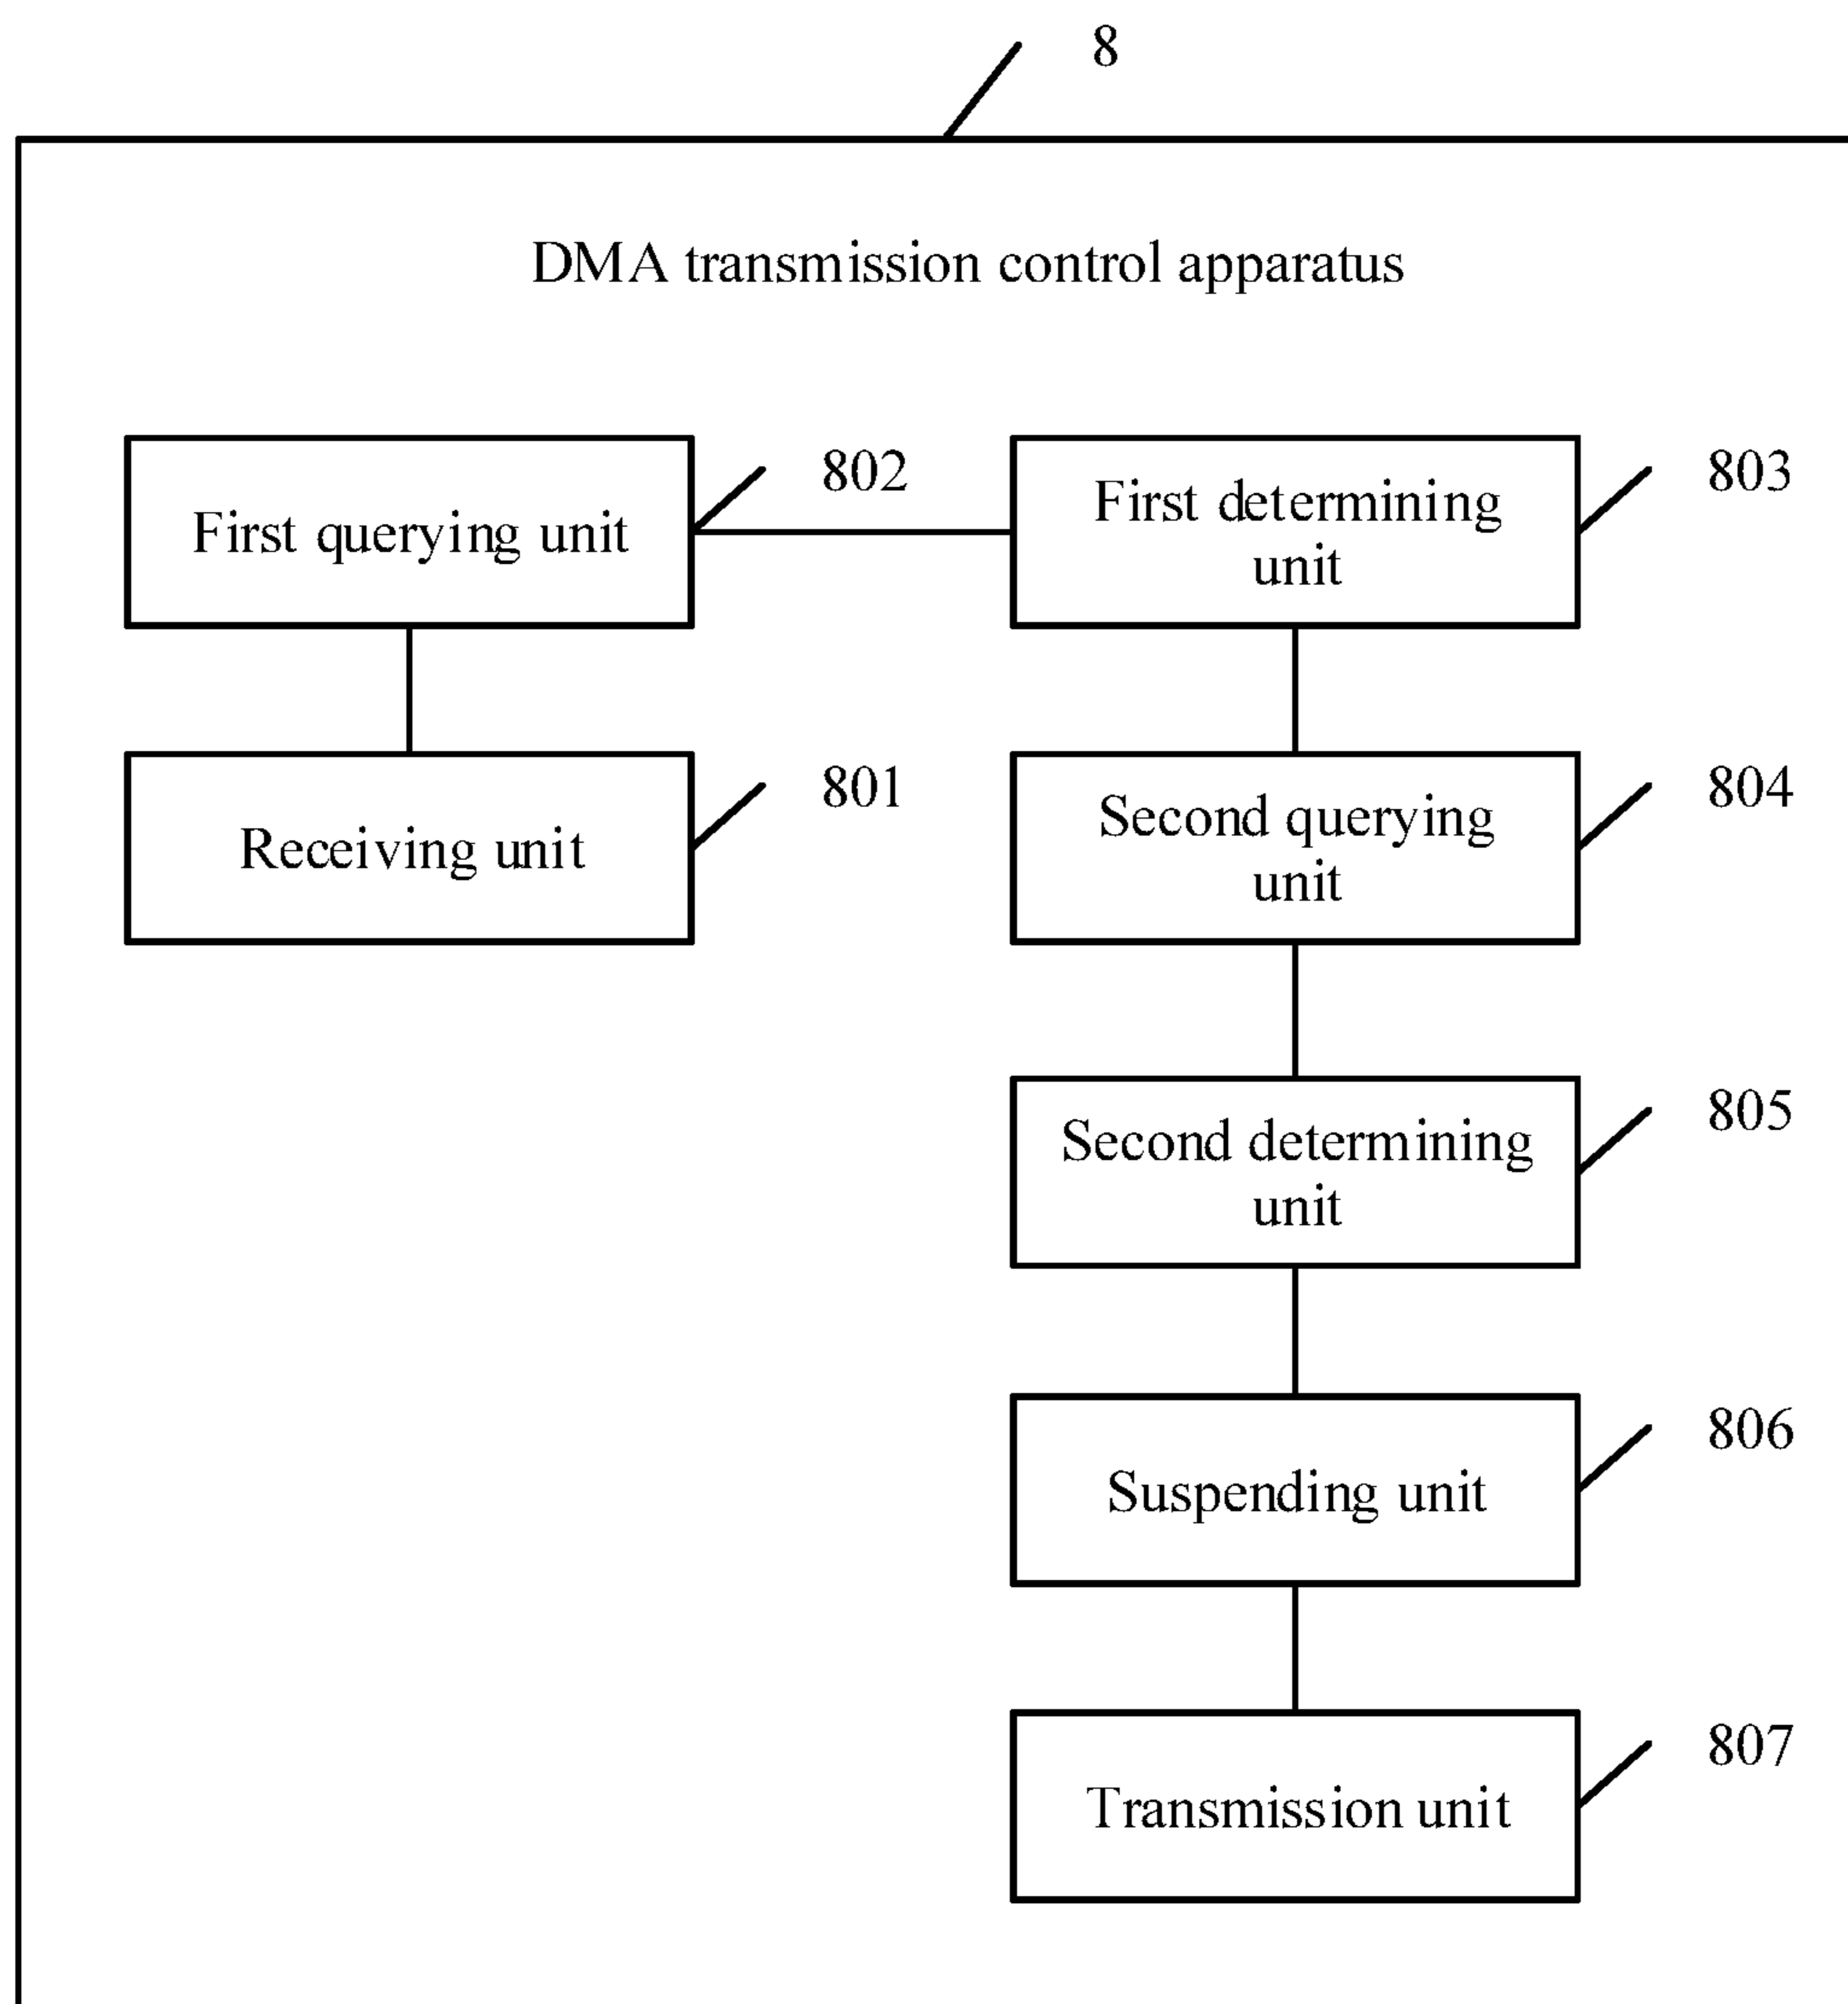 8
DMA transmission control apparatus
802
803
First querying unit
First determining
unit
801
804
Receiving unit
Second querying
unit
805
Second determining
unit
806
Suspending unit
807
Transmission unit